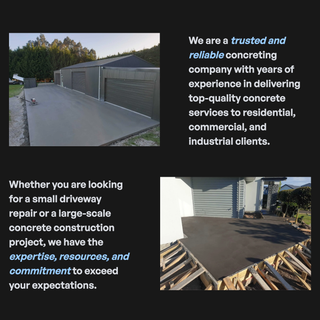 We are a trusted and
reliable concreting
company with years of
experience in delivering
top-quality concrete
services to residential,
commercial, and
industrial clients.
Whether you are looking
for a small driveway
repair or a large-scale
concrete construction
project, we have the
expertise, resources, and
commitment to exceed
your expectations.